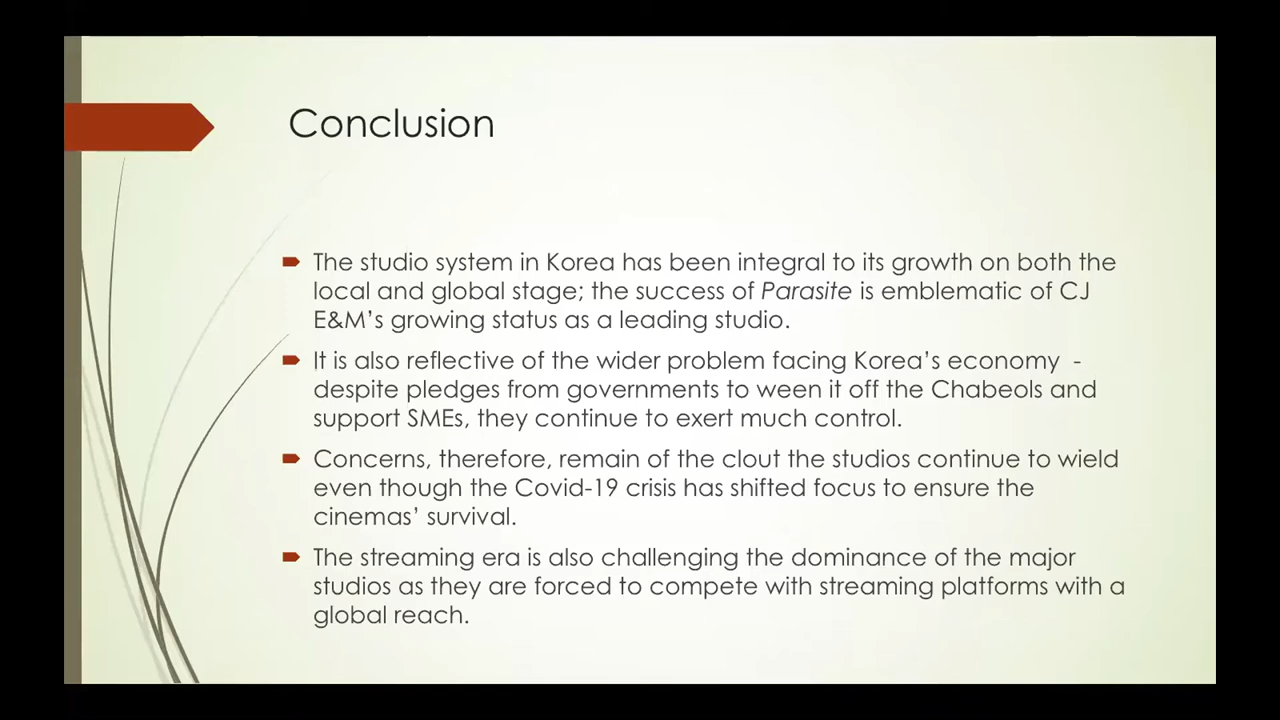 Conclusion
The studio system in Korea has been integral to its growth on both the
local and global stage; the success of Parasite is emblematic of CJ
E&M's growing status as a leading studio.
It is also reflective of the wider problem facing Korea's economy -
despite pledges from governments to ween it off the Chabeols and
support SMEs, they continue to exert much control.
Concerns, therefore, remain of the clout the studios continue to wield
even though the Covid-19 crisis has shifted focus to ensure the
cinemas' survival.
The streaming era is also challenging the dominance of the major
studios as they are forced to compete with streaming platforms with a
global reach.